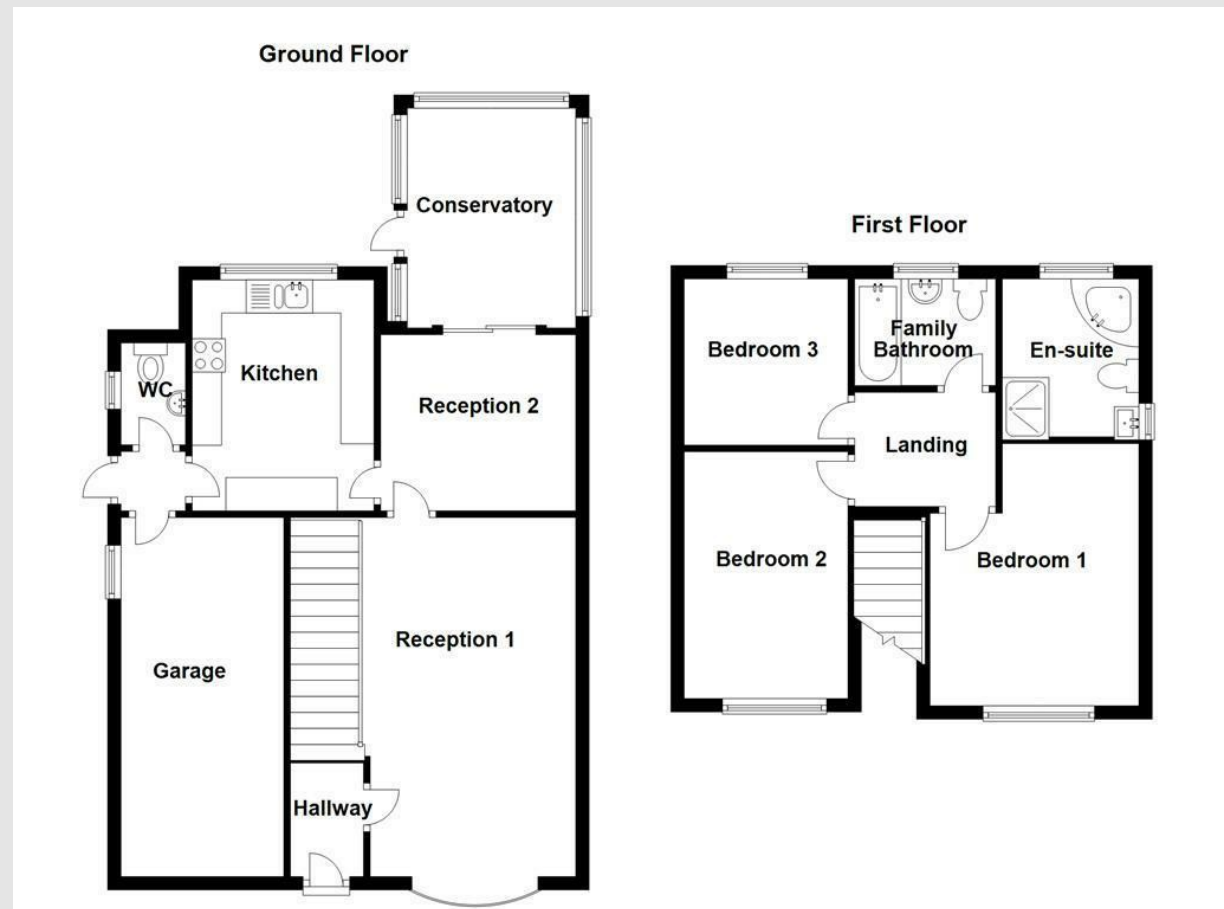 Ground Floor
Conservatory
WC
Kitchen
Reception 2
Reception 1
Garage
Hallway
First Floor
Bedroom 3
Family
Bathroom
En-suite
Landing
Bedroom 2
Bedroom 1